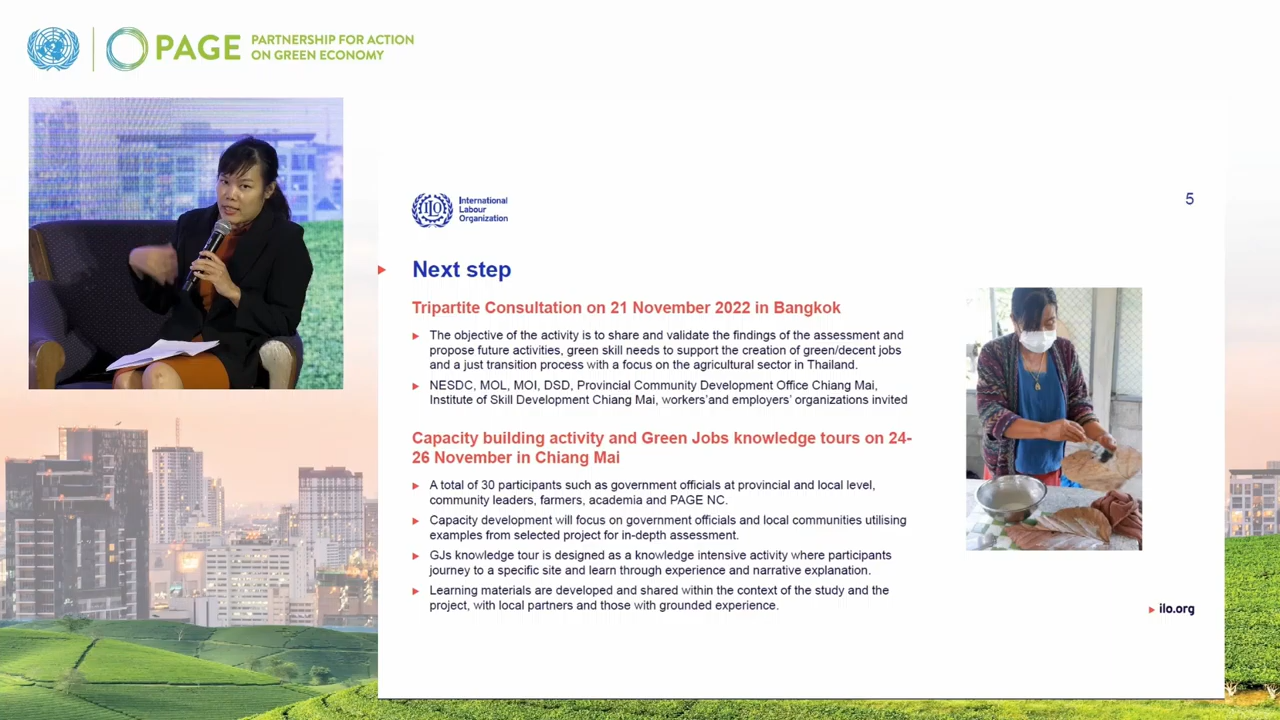 PAGE
PARTNERSHIP FOR ACTION
ON GREEN ECONOMY
ILO
International
Labour
Organization
5
Next step
Tripartite Consultation on 21 November 2022 in Bangkok
The objective of the activity is to share and validate the findings of the assessment and
propose future activities, green skill needs to support the creation of green/decent jobs
and a just transition process with a focus on the agricultural sector in Thailand.
NESDC, MOL, MOI, DSD, Provincial Community Development Office Chiang Mai,
Institute of Skill Development Chiang Mai, workers'and employers' organizations invited
Capacity building activity and Green Jobs knowledge tours on 24-
26 November in Chiang Mai
A total of 30 participants such as government officials at provincial and local level,
community leaders, farmers, academia and PAGE NC.
Capacity development will focus on government officials and local communities utilising
examples from selected project for in-depth assessment.
GJs knowledge tour is designed as a knowledge intensive activity where participants
journey to a specific site and learn through experience and narrative explanation.
Learning materials are developed and shared within the context of the study and the
project, with local partners and those with grounded experience.
ilo.org